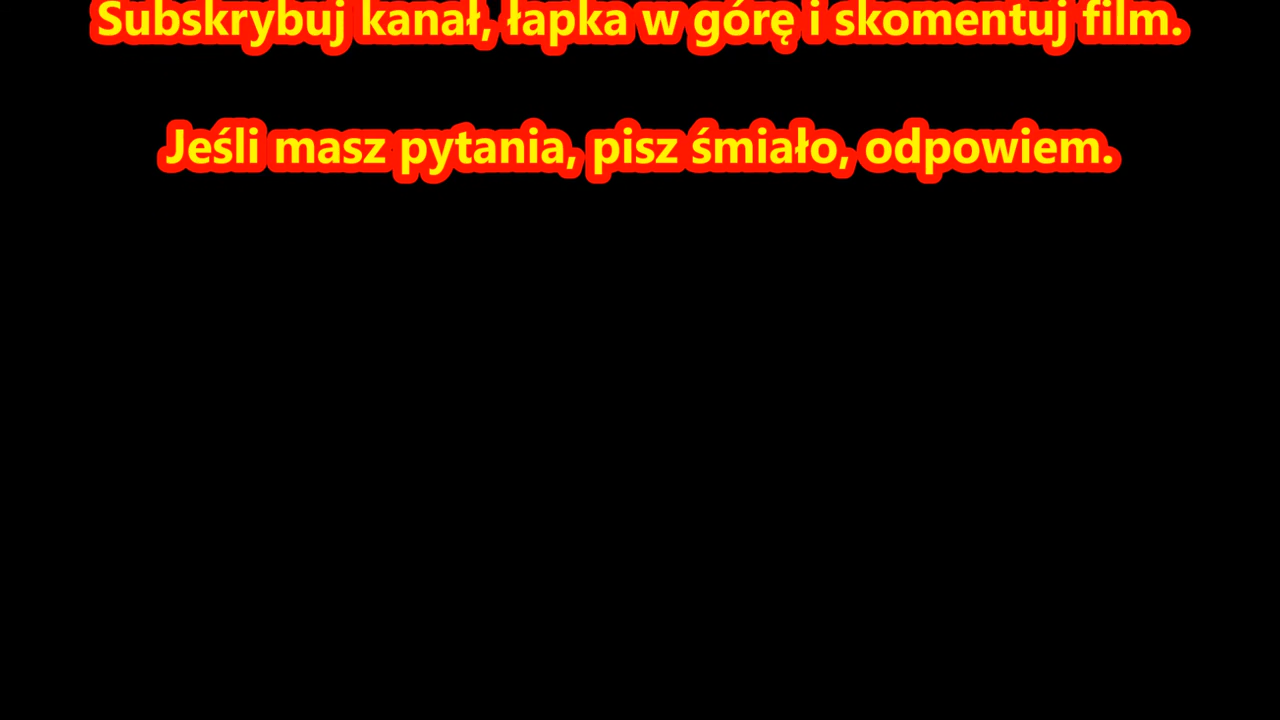 Subskrybuj kanał, łapka w górę i skomentuj film.
Jeśli masz pytania, pisz śmiało, odpowiem.